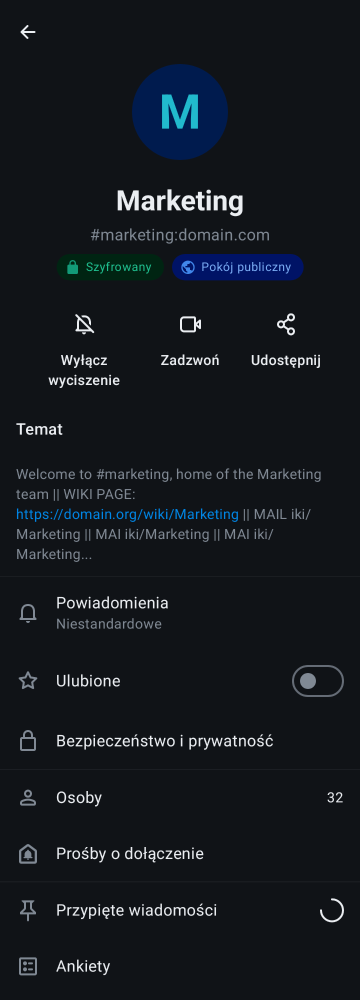 M
Marketing
#marketing:domain.com
Szyfrowany
Pokój publiczny
Wyłącz
wyciszenie
Zadzwoń
Udostępnij
Temat
Welcome to #marketing, home of the Marketing
team || WIKI PAGE:
https://domain.org/wiki/Marketing || MAIL iki/
Marketing || MAI iki/Marketing || MAI iki/
Marketing...
Powiadomienia
Niestandardowe
Ulubione
Bezpieczeństwo i prywatność
Osoby 32
Prośby o dołączenie
Przypięte wiadomości
Ankiety